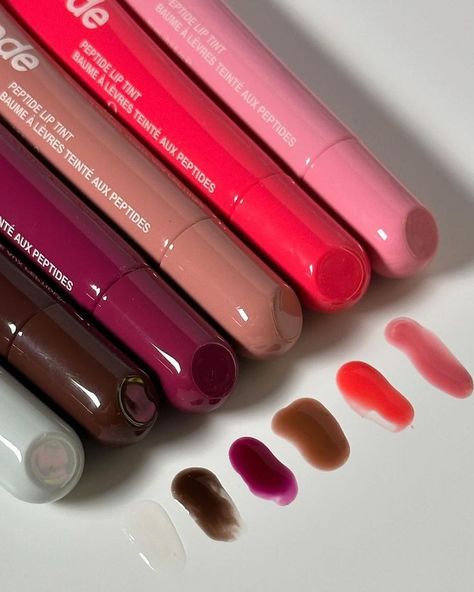 de
PEPTIDE LIP TINT
BAUME À LÈVRES TEINTÉ AUX PEPTIDES
de
PEPTIDE LIP TINT
BAUME À LÈVRES TEINTÉ AUX PEPTIDES
PEPTIDE LIP TINT
BAUME À LÈVRES TEINTÉ AUX PEPTIDES
TEINTÉ AUX PEPTIDES